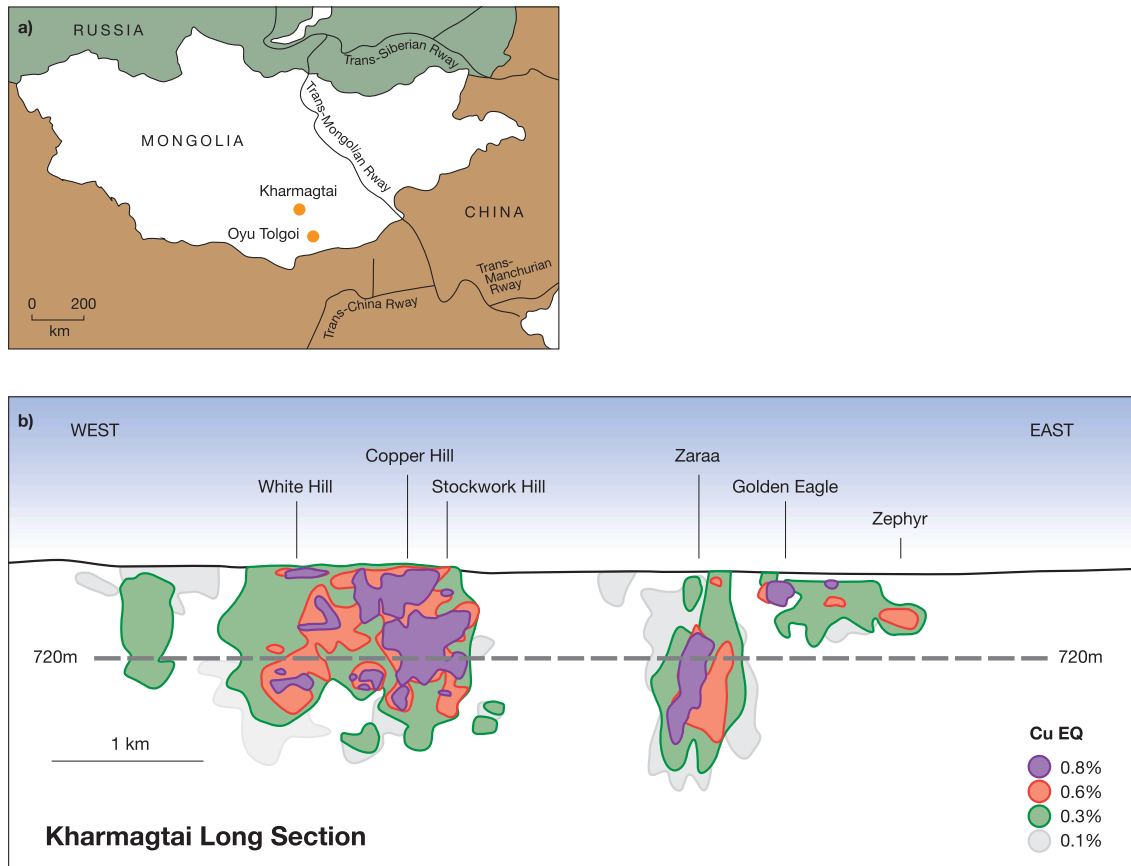 a)
RUSSIA
Trans-Siberian Rway
Trans-Mongolian Rway
MONGOLIA
Kharmagtai
CHINA
Oyu Tolgoi
Trans-
Manchurian
Rway
0 200
km
Trans-China Rway
b)
WEST
EAST
Copper Hill
Zaraa
White Hill
Stockwork Hill
Golden Eagle
Zephyr
720m
720m
1 km
Cu EQ
0.8%
0.6%
0.3%
0.1%
Kharmagtai Long Section